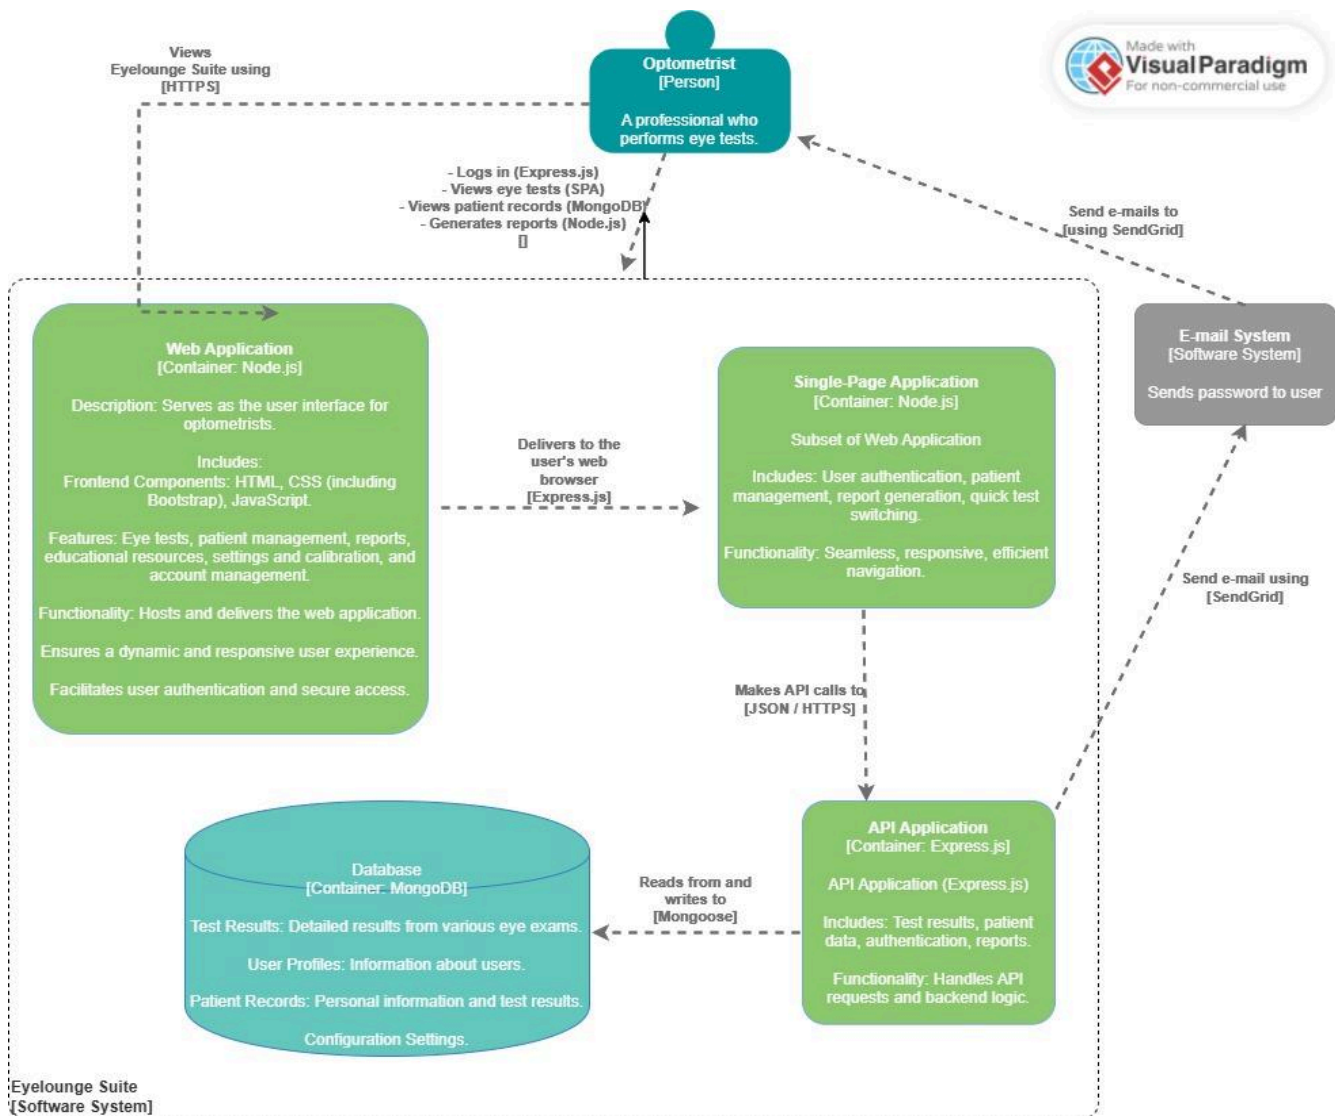 Made with
Visual Paradigm
For non-commercial use
Views
Eyelounge Suite using
[HTTPS]
Optometrist
[Person]
A professional who
performs eye tests.
- Logs in (Express.js)
- Views eye tests (SPA)
- Views patient records (MongoDB)
- Generates reports (Node.js)
[]
Send e-mails to
[using SendGrid]
Web Application
[Container: Node.js]
Description: Serves as the user interface for
optometrists.
Includes:
Frontend Components: HTML, CSS (including
Bootstrap), JavaScript.
Features: Eye tests, patient management, reports,
educational resources, settings and calibration, and
account management.
Functionality: Hosts and delivers the web application.
Ensures a dynamic and responsive user experience.
Facilitates user authentication and secure access.
Delivers to the
user's web
browser
[Express.js]
Single-Page Application
[Container: Node.js]
Subset of Web Application
Includes: User authentication, patient
management, report generation, quick test
switching.
Functionality: Seamless, responsive, efficient
navigation.
E-mail System
[Software System]
Sends password to user
Send e-mail using
[SendGrid]
Makes API calls to
[JSON / HTTPS]
API Application
[Container: Express.js]
API Application (Express.js)
Includes: Test results, patient
data, authentication, reports.
Functionality: Handles API
requests and backend logic.
Reads from and
writes to
[Mongoose]
Database
[Container: MongoDB]
Test Results: Detailed results from various eye exams.
User Profiles: Information about users.
Patient Records: Personal information and test results.
Configuration Settings.
Eyelounge Suite
[Software System]